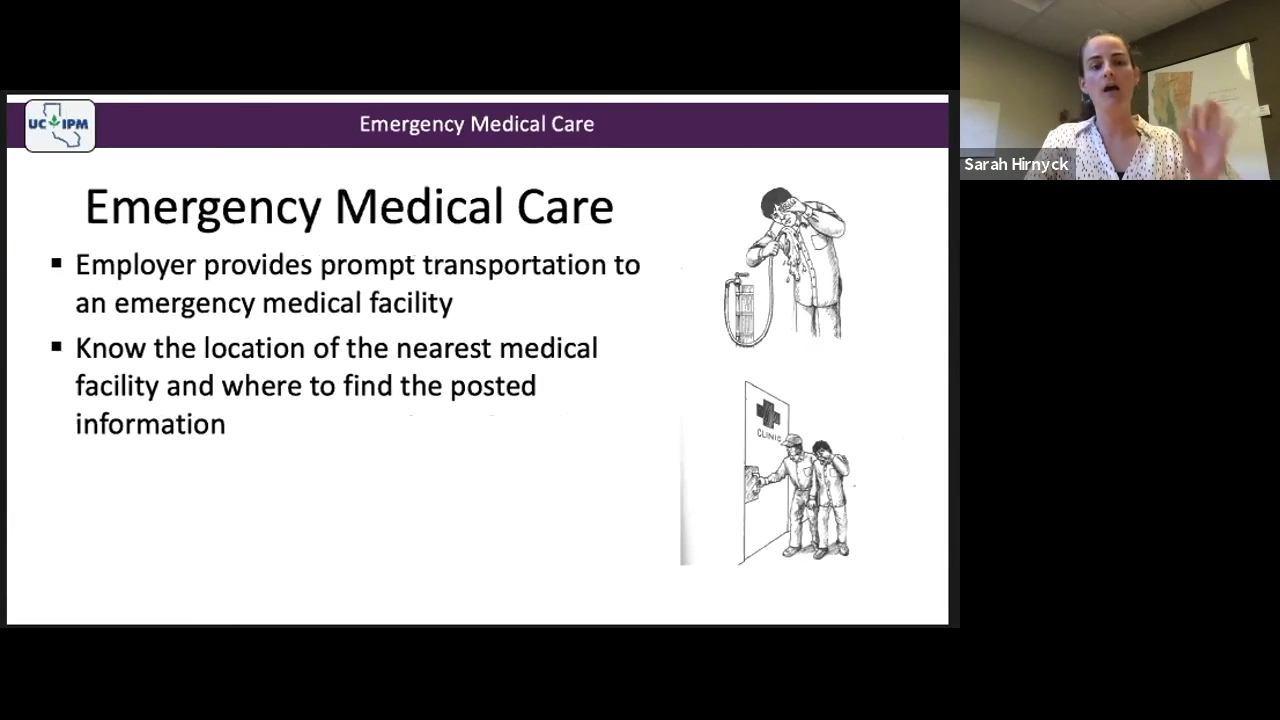 UC IPM
Emergency Medical Care
Sarah Hirnyck
Emergency Medical Care
▪ Employer provides prompt transportation to
an emergency medical facility
▪ Know the location of the nearest medical
facility and where to find the posted
information
CLINIC